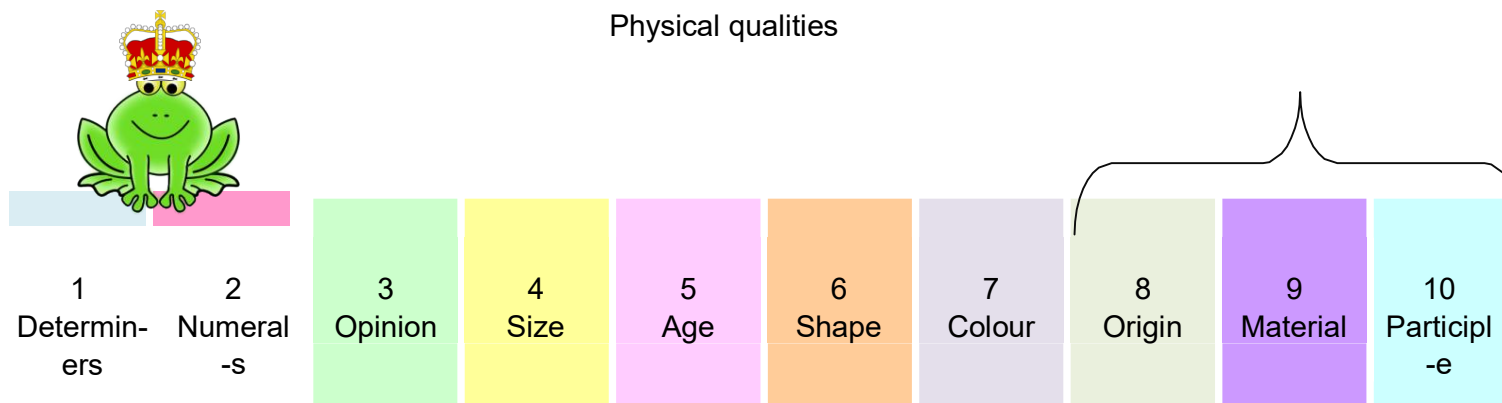 Physical qualities
1
Determin-
ers
2
Numeral
-s
3
Opinion
4
Size
5
Age
6
Shape
7
Colour
8
Origin
9
Material
10
Participl
-e